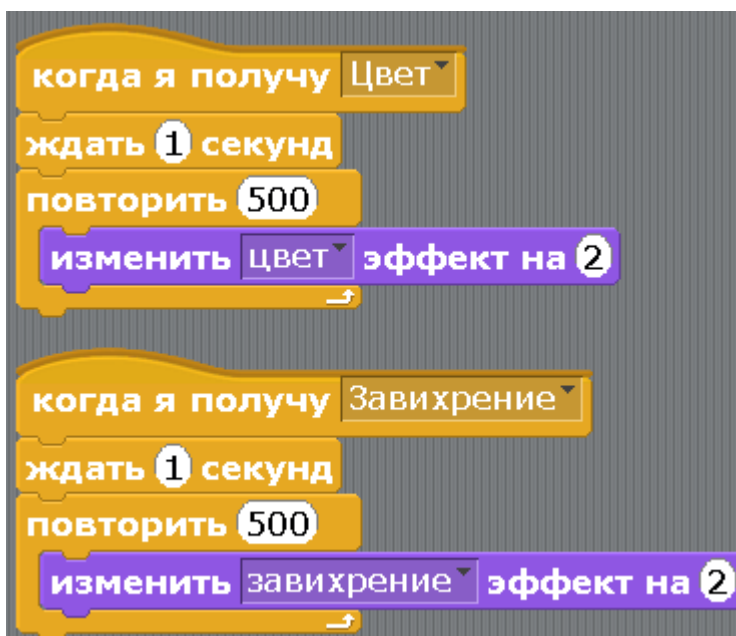 когда я получу Цвет
ждать 1 секунд
повторить 500
изменить цвет эффект на 2
когда я получу Завихрение
ждать 1 секунд
повторить 500
изменить завихрение эффект на 2